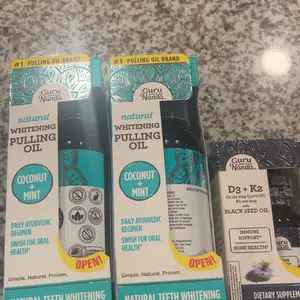 #1 PULLING OIL BRAND
Guru
Nanda
natural
WHITENING
PULLING
OIL
COCONUT
+
MINT
DAILY AYURVEDIC
REGIMEN
SWISH FOR ORAL
HEALTH*
OPEN!
Simple. Natural. Proven.
NATURAL TEETH WHITENING
#1 PULLING OIL BRAND
Guru
Nanda
natural
WHITENING
PULLING
OIL
COCONUT
+
MINT
DAILY AYURVEDIC
REGIMEN
SWISH FOR ORAL
HEALTH*
OPEN!
Simple. Natural. Proven.
NATURAL TEETH WHITENING
Guru
Nanda
D3 + K2
with
BLACK SEED OIL
IMMUNE
SUPPORT*
BONE HEALTH*
DIETARY SUPPLE